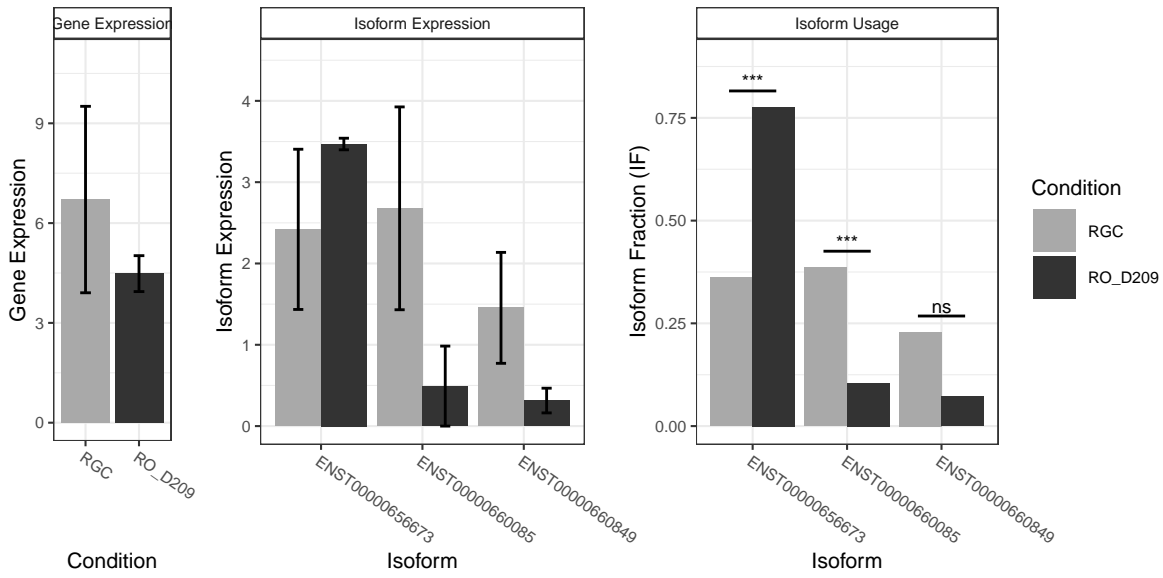 Gene Expression
Isoform Expression
Isoform Usage
Gene Expression
9
6
3
0
RGC
RO_D209
Condition
Isoform Expression
4
3
2
1
0
ENST00000656673
ENST00000660085
ENST00000660849
Isoform
Isoform Fraction (IF)
0.75
0.50
0.25
0.00
***
***
ns
ENST00000656673
ENST00000660085
ENST00000660849
Isoform
Condition
RGC
RO_D209